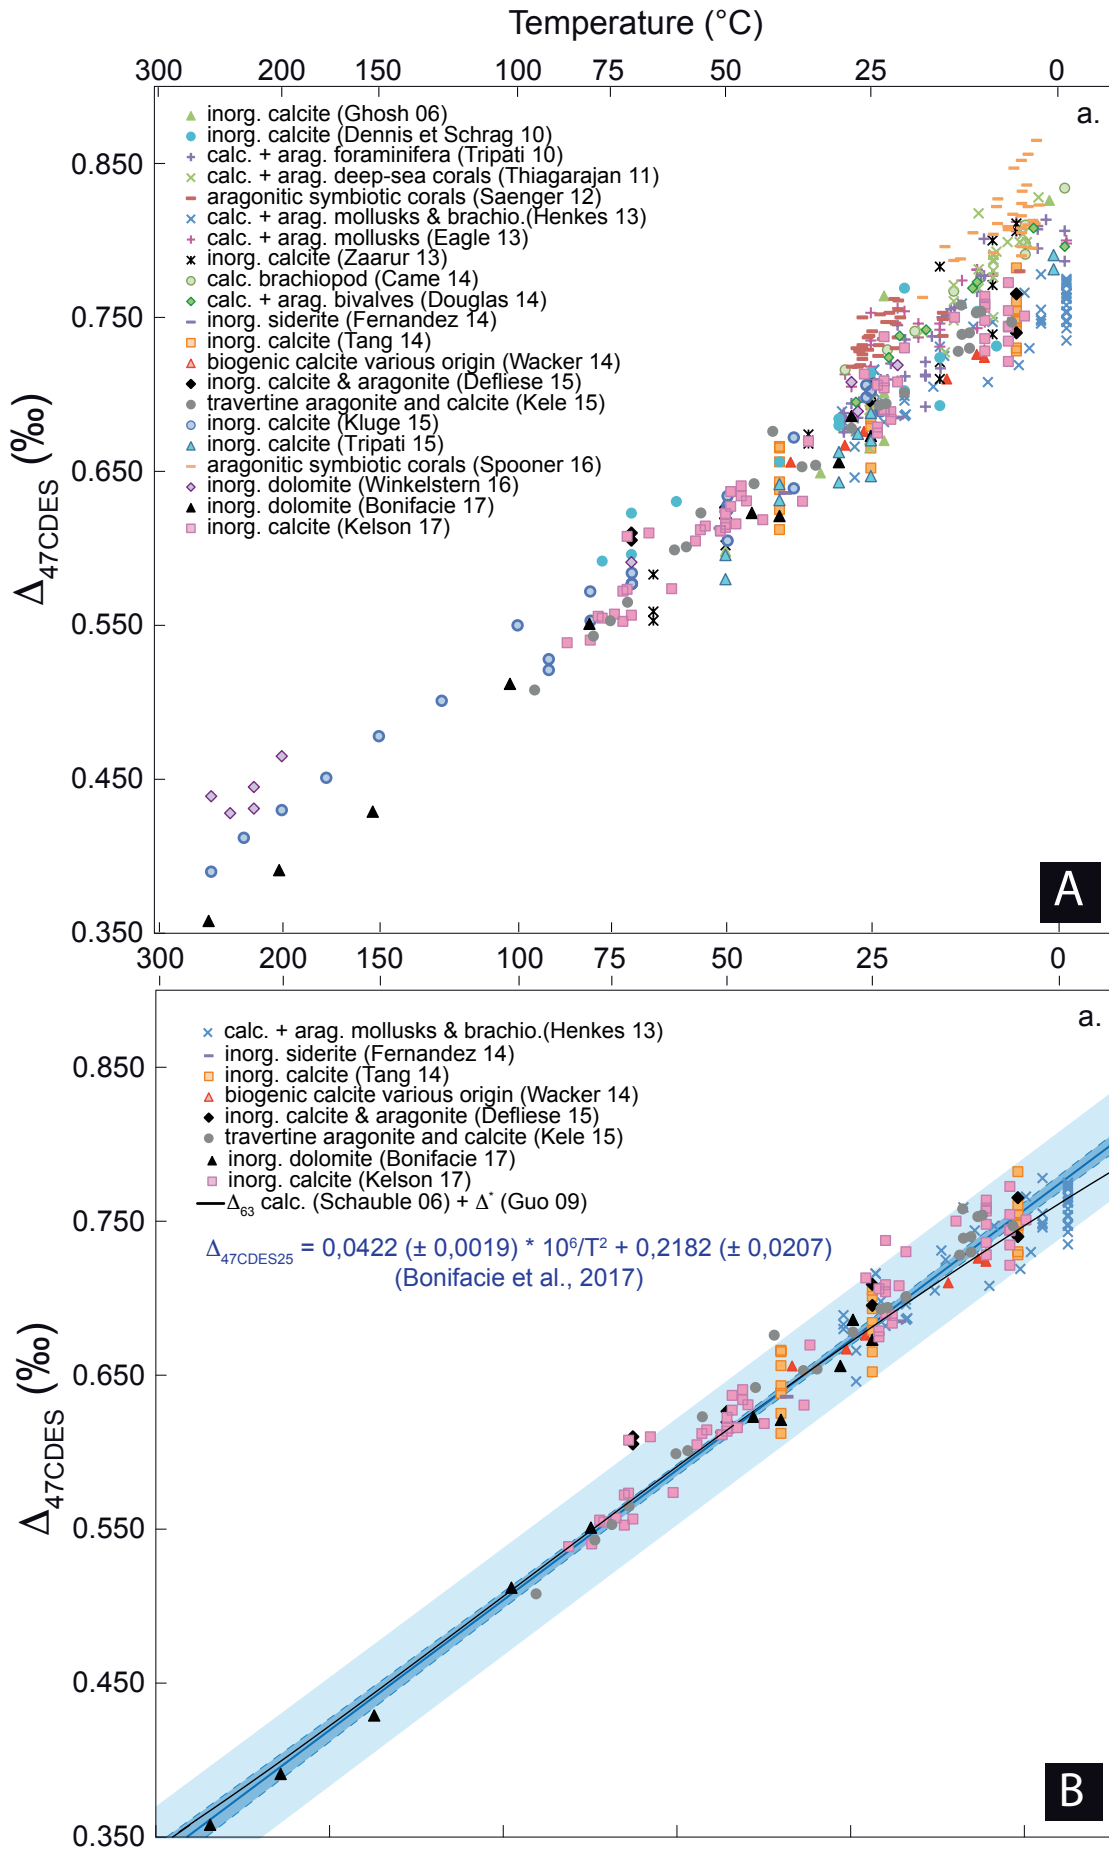 Temperature (°C)
300 200 150 100 75 50 25 0
a.
inorg. calcite (Ghosh 06)
inorg. calcite (Dennis et Schrag 10)
calc. + arag. foraminifera (Tripati 10)
calc. + arag. deep-sea corals (Thiagarajan 11)
aragonitic symbiotic corals (Saenger 12)
calc. + arag. mollusks & brachio.(Henkes 13)
calc. + arag. mollusks (Eagle 13)
inorg. calcite (Zaarur 13)
calc. brachiopod (Came 14)
calc. + arag. bivalves (Douglas 14)
inorg. siderite (Fernandez 14)
inorg. calcite (Tang 14)
biogenic calcite various origin (Wacker 14)
inorg. calcite & aragonite (Defliese 15)
travertine aragonite and calcite (Kele 15)
inorg. calcite (Kluge 15)
inorg. calcite (Tripati 15)
aragonitic symbiotic corals (Spooner 16)
inorg. dolomite (Winkelstern 16)
inorg. dolomite (Bonifacie 17)
inorg. calcite (Kelson 17)
0.850
0.750
0.650
0.550
0.450
0.350
Δ47CDES (‰)
A
300 200 150 100 75 50 25 0
a.
calc. + arag. mollusks & brachio.(Henkes 13)
inorg. siderite (Fernandez 14)
inorg. calcite (Tang 14)
biogenic calcite various origin (Wacker 14)
inorg. calcite & aragonite (Defliese 15)
travertine aragonite and calcite (Kele 15)
inorg. dolomite (Bonifacie 17)
inorg. calcite (Kelson 17)
Δ63 calc. (Schauble 06) + Δ* (Guo 09)
Δ47CDES25 = 0,0422 (± 0,0019) * 10⁶/T² + 0,2182 (± 0,0207)
(Bonifacie et al., 2017)
0.850
0.750
0.650
0.550
0.450
0.350
Δ47CDES (‰)
B